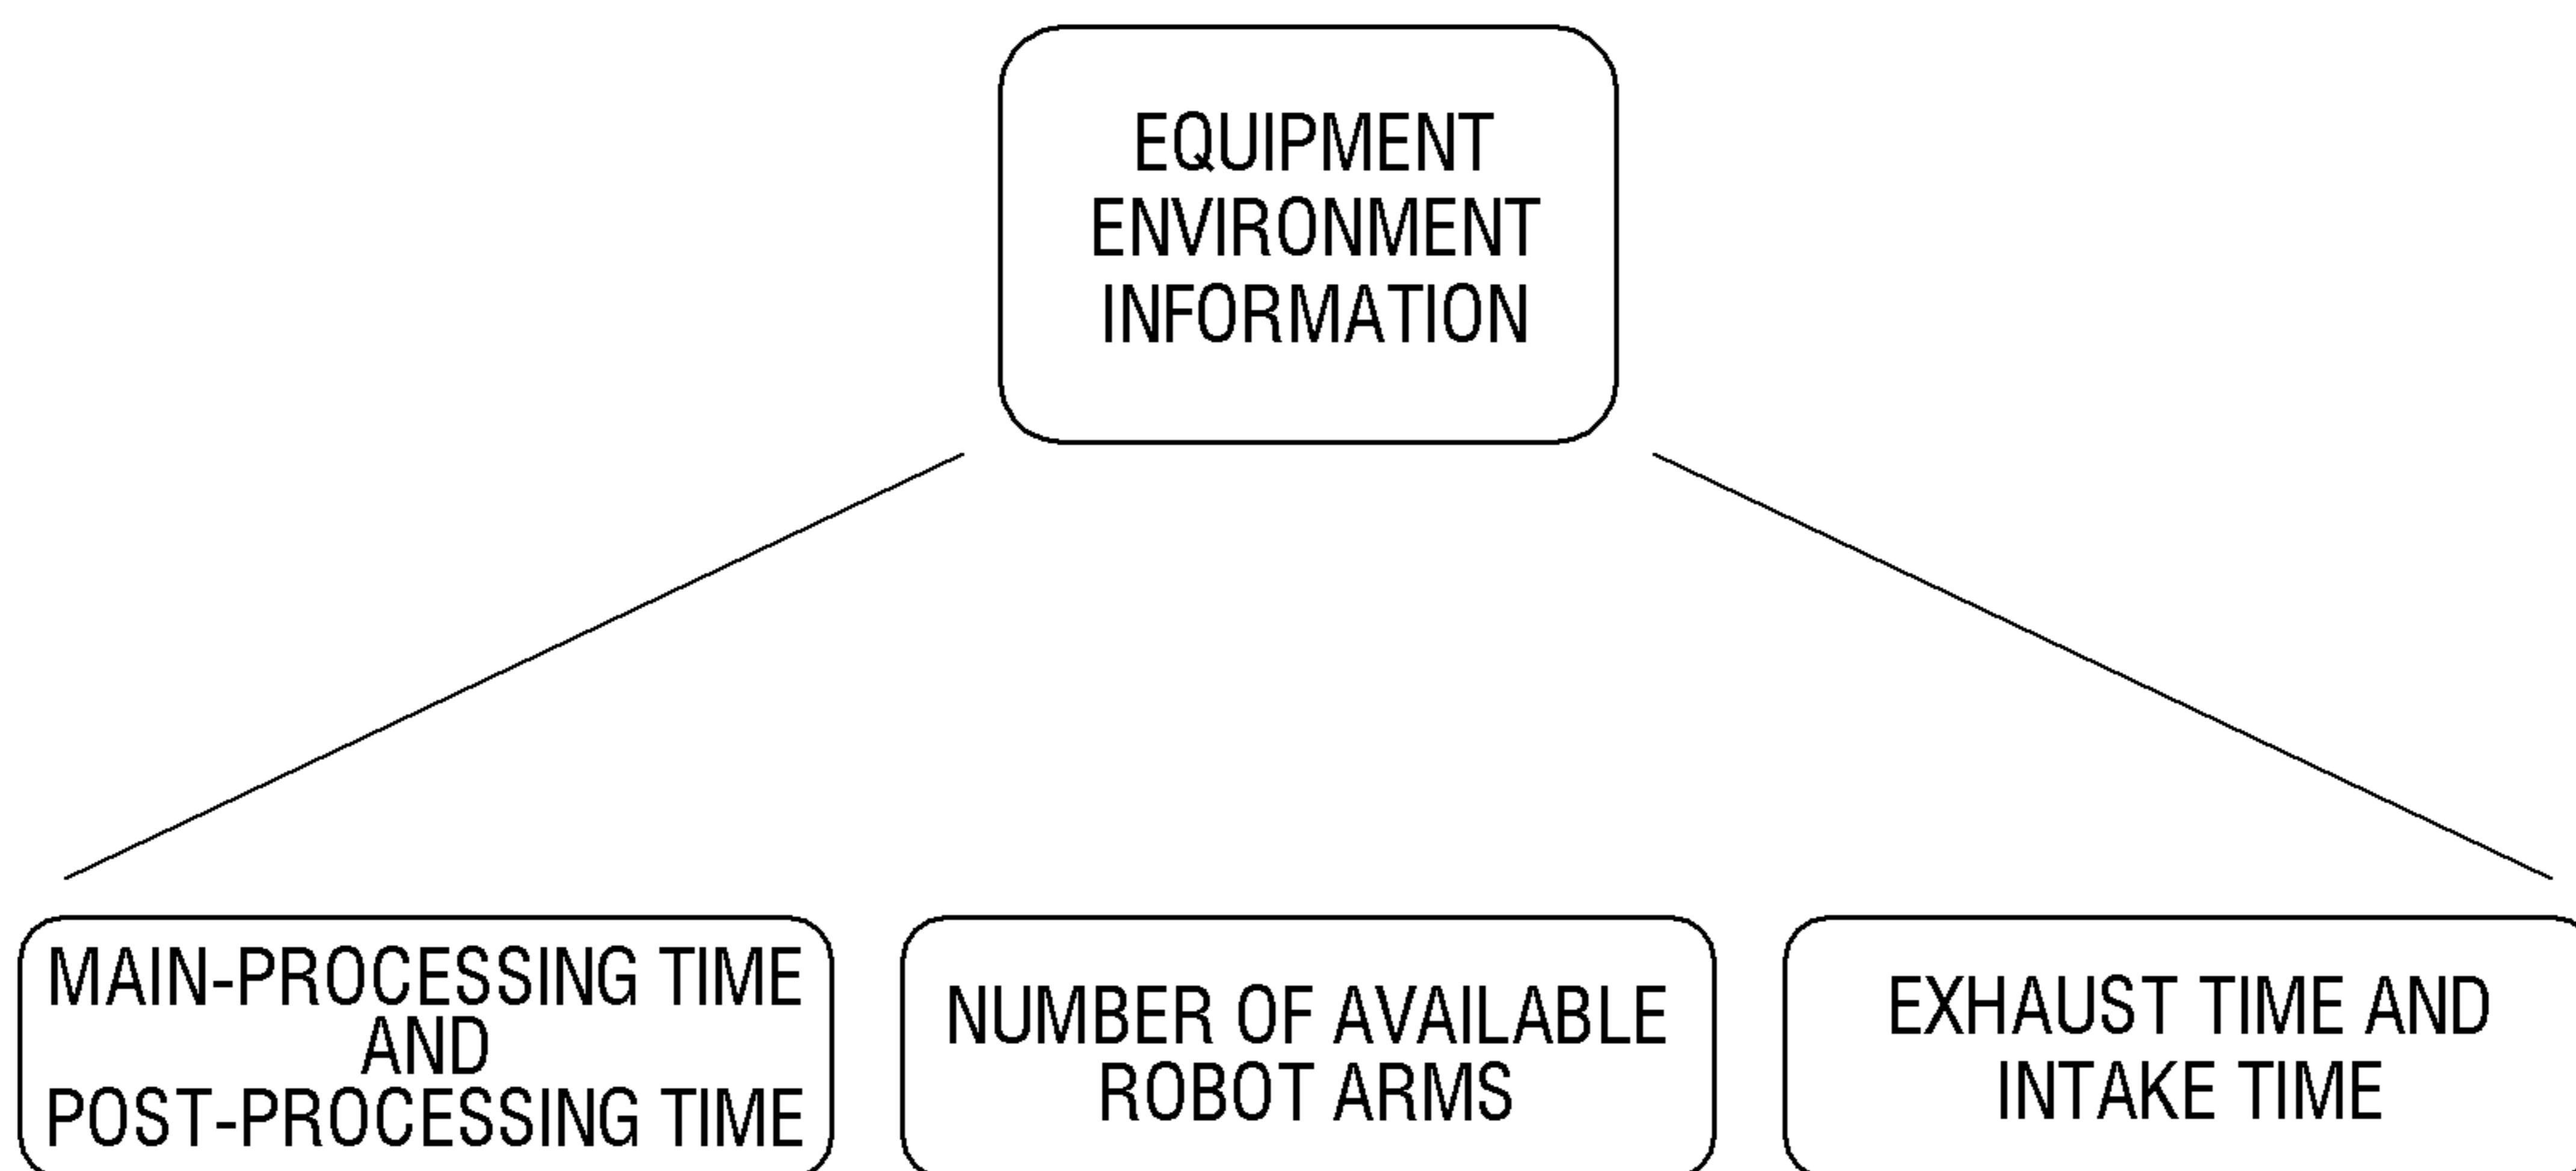 EQUIPMENT
ENVIRONMENT
INFORMATION
MAIN-PROCESSING TIME
AND
POST-PROCESSING TIME
NUMBER OF AVAILABLE
ROBOT ARMS
EXHAUST TIME AND
INTAKE TIME